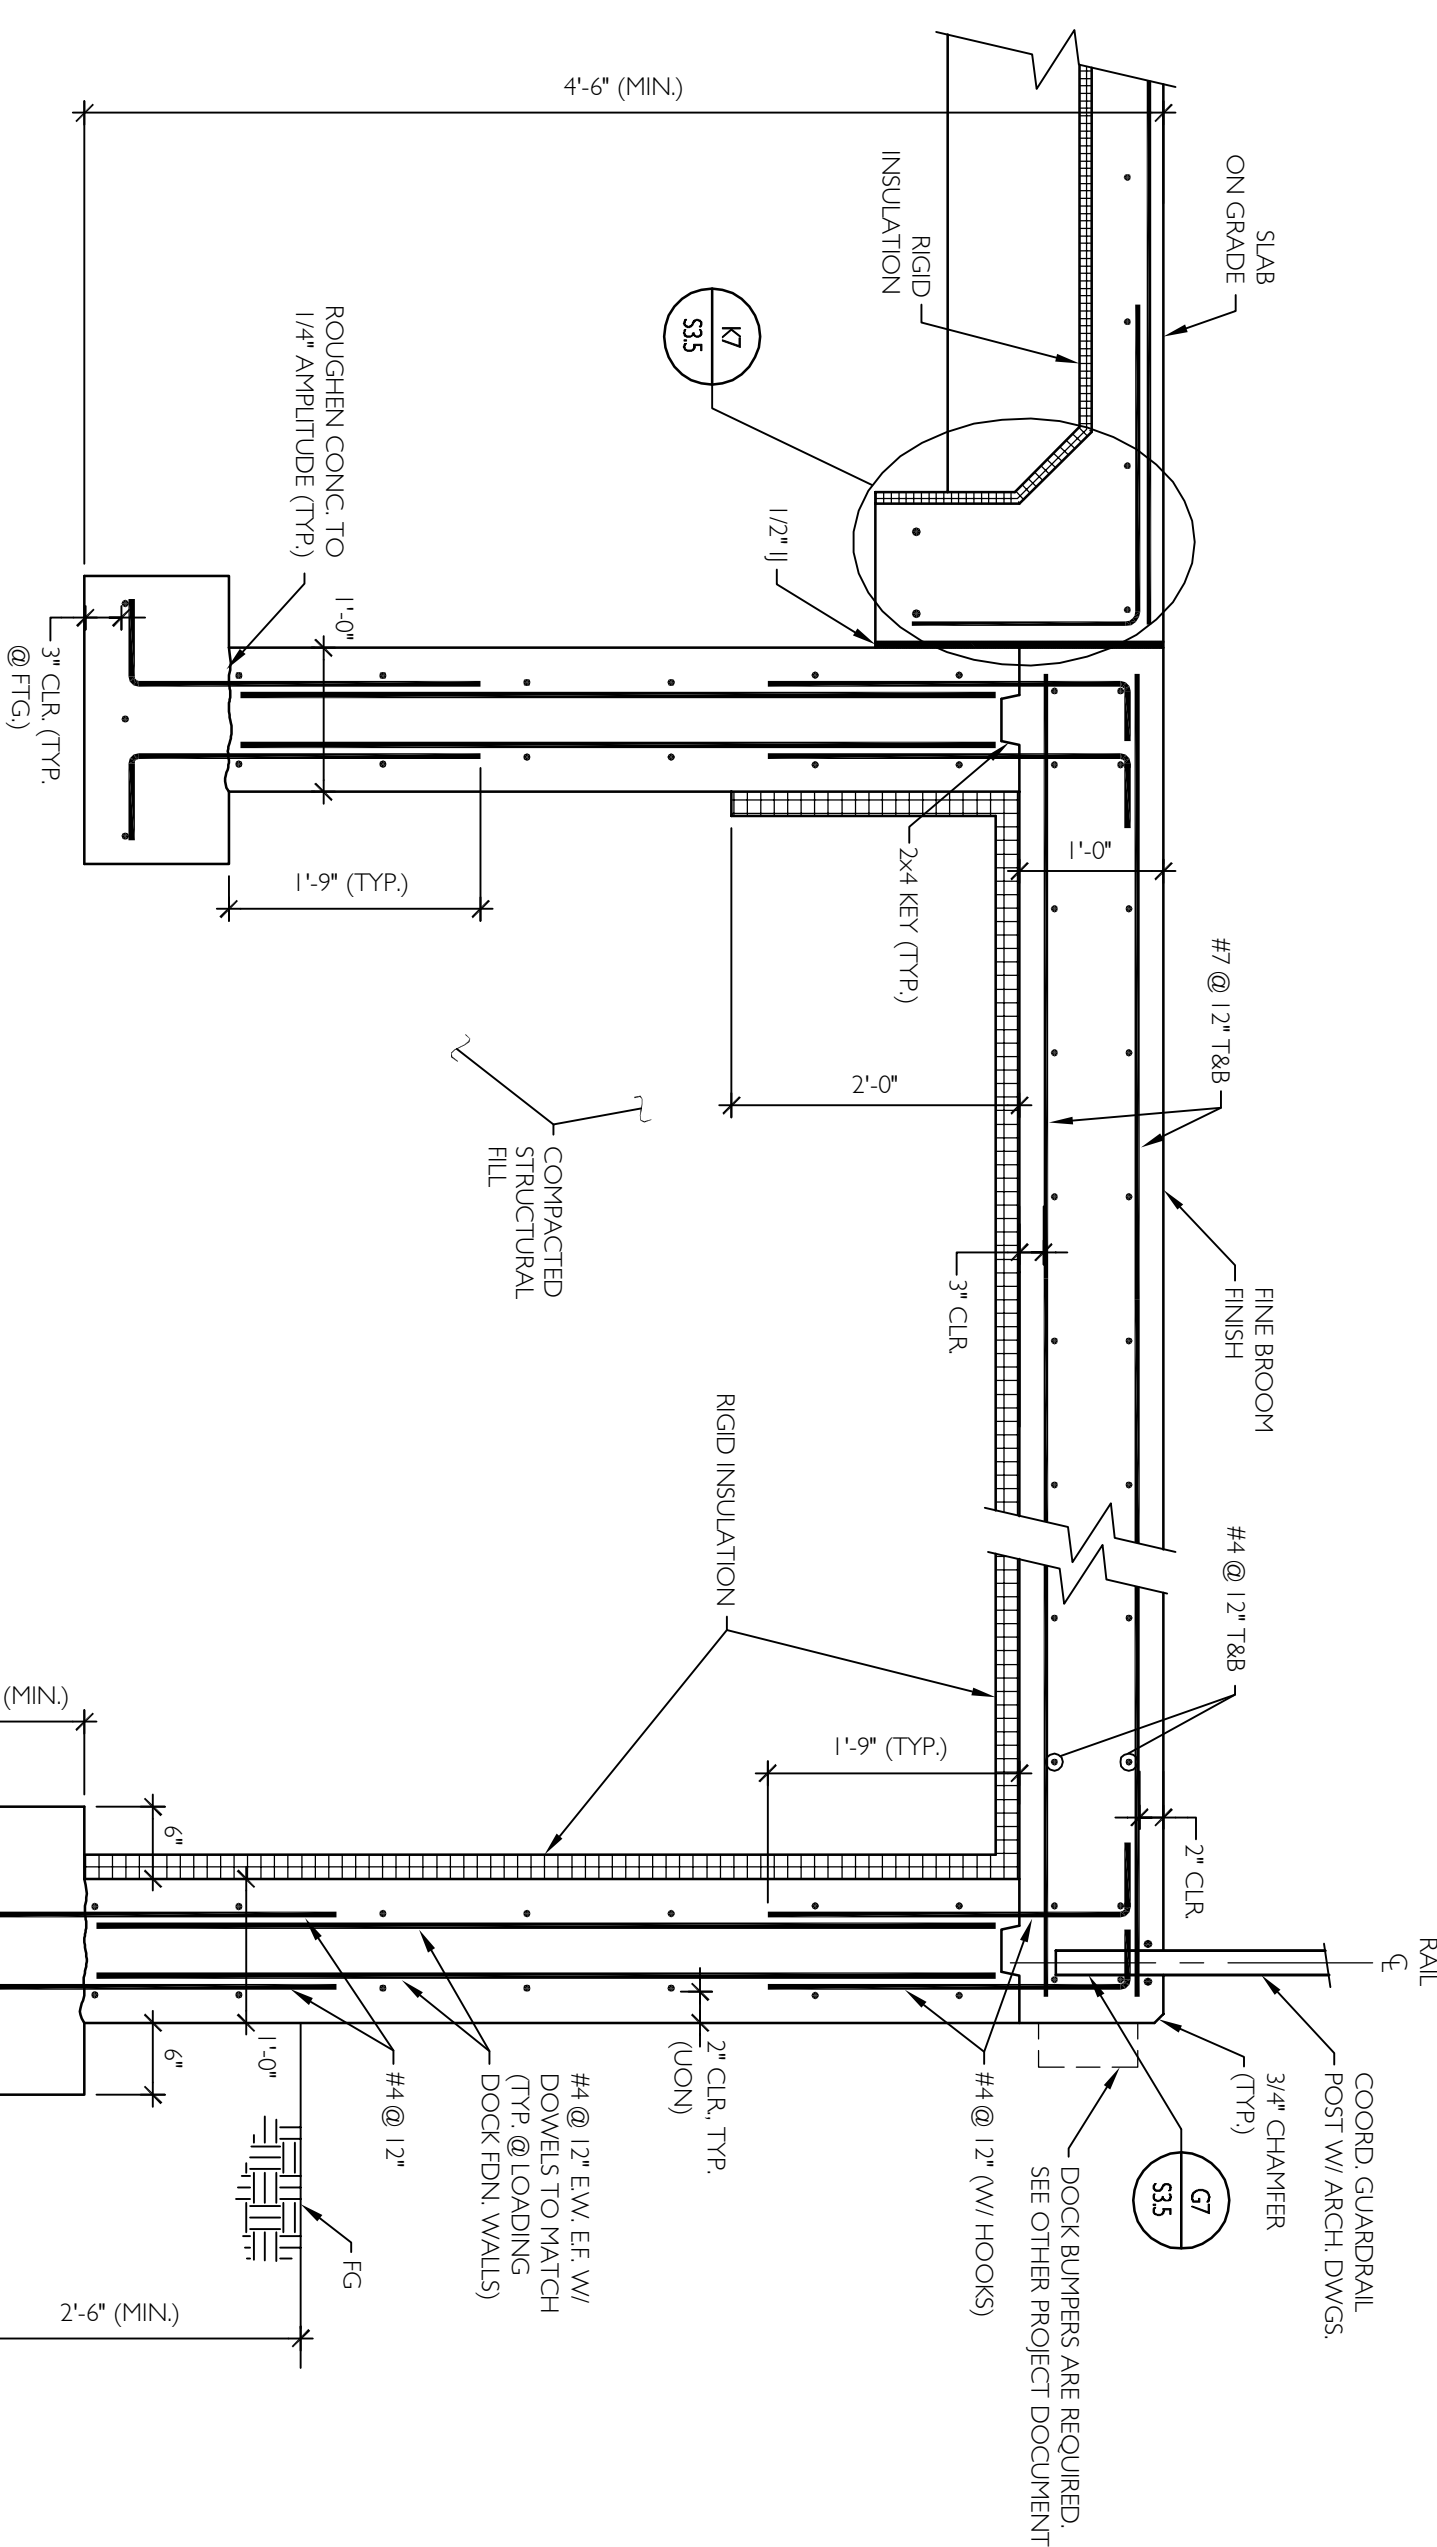 RAIL
℄
COORD. GUARDRAIL
POST W/ ARCH. DWGS.
3/4" CHAMFER
(TYP.)
G7
S3.5
DOCK BUMPERS ARE REQUIRED.
SEE OTHER PROJECT DOCUMENT
SLAB
ON GRADE
FINE BROOM
FINISH
#7 @ 12" T&B
#4 @ 12" T&B
2" CLR.
4'-6" (MIN.)
RIGID
INSULATION
K7
S3.5
1/2" IJ
1'-0"
2x4 KEY (TYP.)
2'-0"
3" CLR.
1'-9" (TYP.)
#4 @ 12" (W/ HOOKS)
2" CLR., TYP.
(UON)
RIGID INSULATION
COMPACTED
STRUCTURAL
FILL
#4 @ 12" E.W. E.F. W/
DOWELS TO MATCH
(TYP. @ LOADING
DOCK FDN. WALLS)
#4 @ 12"
ROUGHEN CONC. TO
1/4" AMPLITUDE (TYP.)
1'-0"
1'-9" (TYP.)
3" CLR. (TYP.
@ FTG.)
6"
1'-0"
6"
FG
(MIN.)
2'-6" (MIN.)